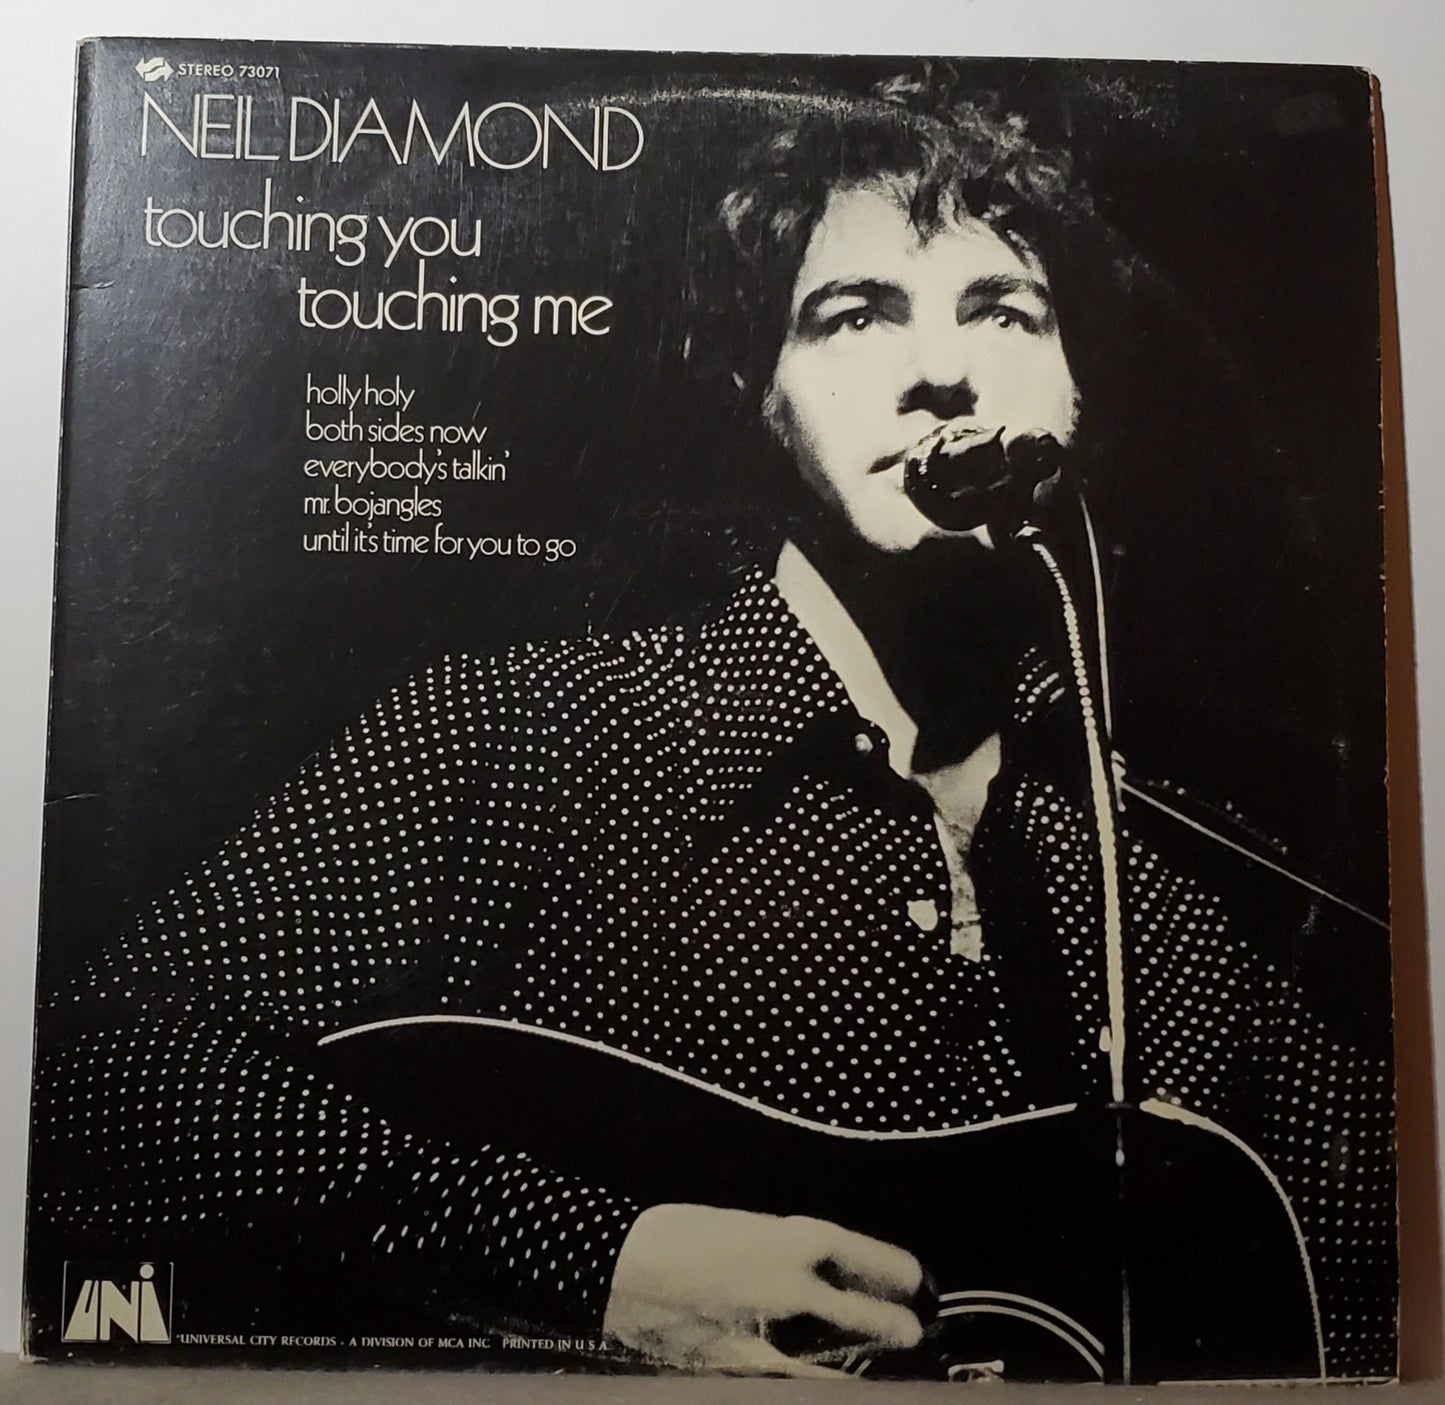 STEREO 73071
NEIL DIAMOND
touching you
touching me
holly holy
both sides now
everybody's talkin'
mr. bojangles
until it's time for you to go
UNI
UNIVERSAL CITY RECORDS - A DIVISION OF MCA INC PRINTED IN U S A